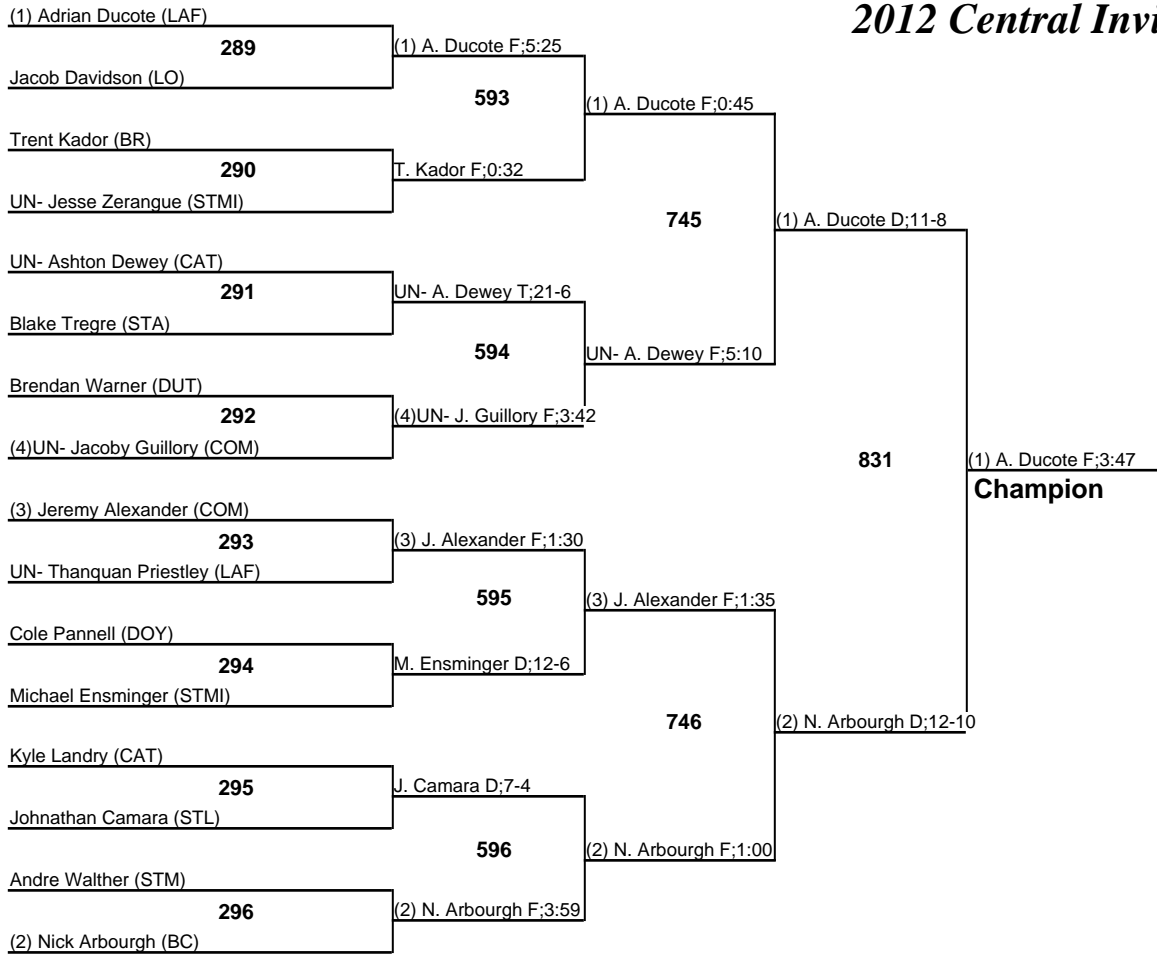 2012 Central Invi
(1) Adrian Ducote (LAF)
289
Jacob Davidson (LO)
(1) A. Ducote F;5:25
593
Trent Kador (BR)
290
UN- Jesse Zerangue (STMI)
T. Kador F;0:32
(1) A. Ducote F;0:45
745
UN- Ashton Dewey (CAT)
291
Blake Tregre (STA)
UN- A. Dewey T;21-6
594
Brendan Warner (DUT)
292
(4)UN- Jacoby Guillory (COM)
(4)UN- J. Guillory F;3:42
UN- A. Dewey F;5:10
(1) A. Ducote D;11-8
831
(1) A. Ducote F;3:47
Champion
(3) Jeremy Alexander (COM)
293
UN- Thanquan Priestley (LAF)
(3) J. Alexander F;1:30
595
Cole Pannell (DOY)
294
Michael Ensminger (STMI)
M. Ensminger D;12-6
(3) J. Alexander F;1:35
746
(2) N. Arbourgh D;12-10
Kyle Landry (CAT)
295
Johnathan Camara (STL)
J. Camara D;7-4
596
Andre Walther (STM)
296
(2) Nick Arbourgh (BC)
(2) N. Arbourgh F;3:59
(2) N. Arbourgh F;1:00